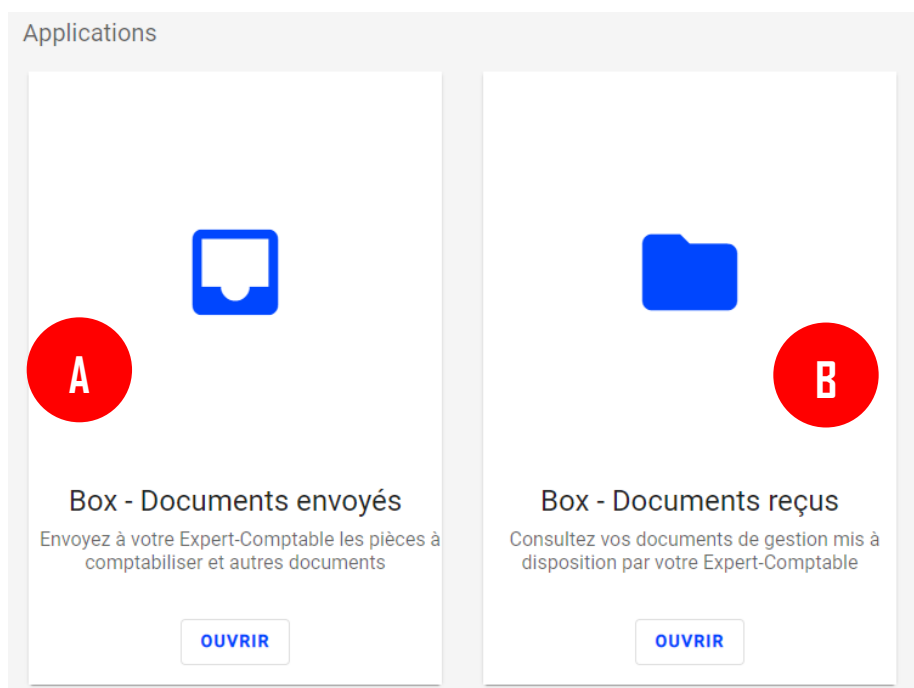 Applications
A
Box - Documents envoyés
Envoyez à votre Expert-Comptable les pièces à
comptabiliser et autres documents
OUVRIR
B
Box - Documents reçus
Consultez vos documents de gestion mis à
disposition par votre Expert-Comptable
OUVRIR